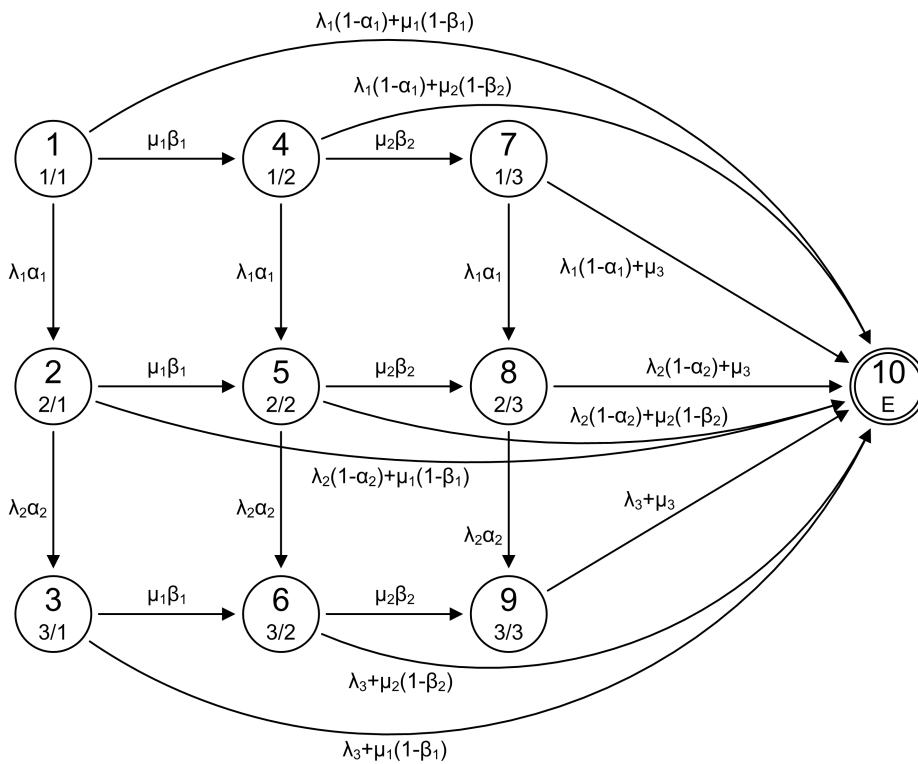 λ₁(1-α₁)+μ₁(1-β₁)
λ₁(1-α₁)+μ₂(1-β₂)
1
1/1
μ₁β₁
4
1/2
μ₂β₂
7
1/3
λ₁α₁
λ₁α₁
λ₁α₁
λ₁(1-α₁)+μ₃
2
2/1
μ₁β₁
5
2/2
μ₂β₂
8
2/3
λ₂(1-α₂)+μ₃
10
E
λ₂(1-α₂)+μ₂(1-β₂)
λ₂(1-α₂)+μ₁(1-β₁)
λ₂α₂
λ₂α₂
λ₂α₂
λ₃+μ₃
3
3/1
μ₁β₁
6
3/2
μ₂β₂
9
3/3
λ₃+μ₂(1-β₂)
λ₃+μ₁(1-β₁)